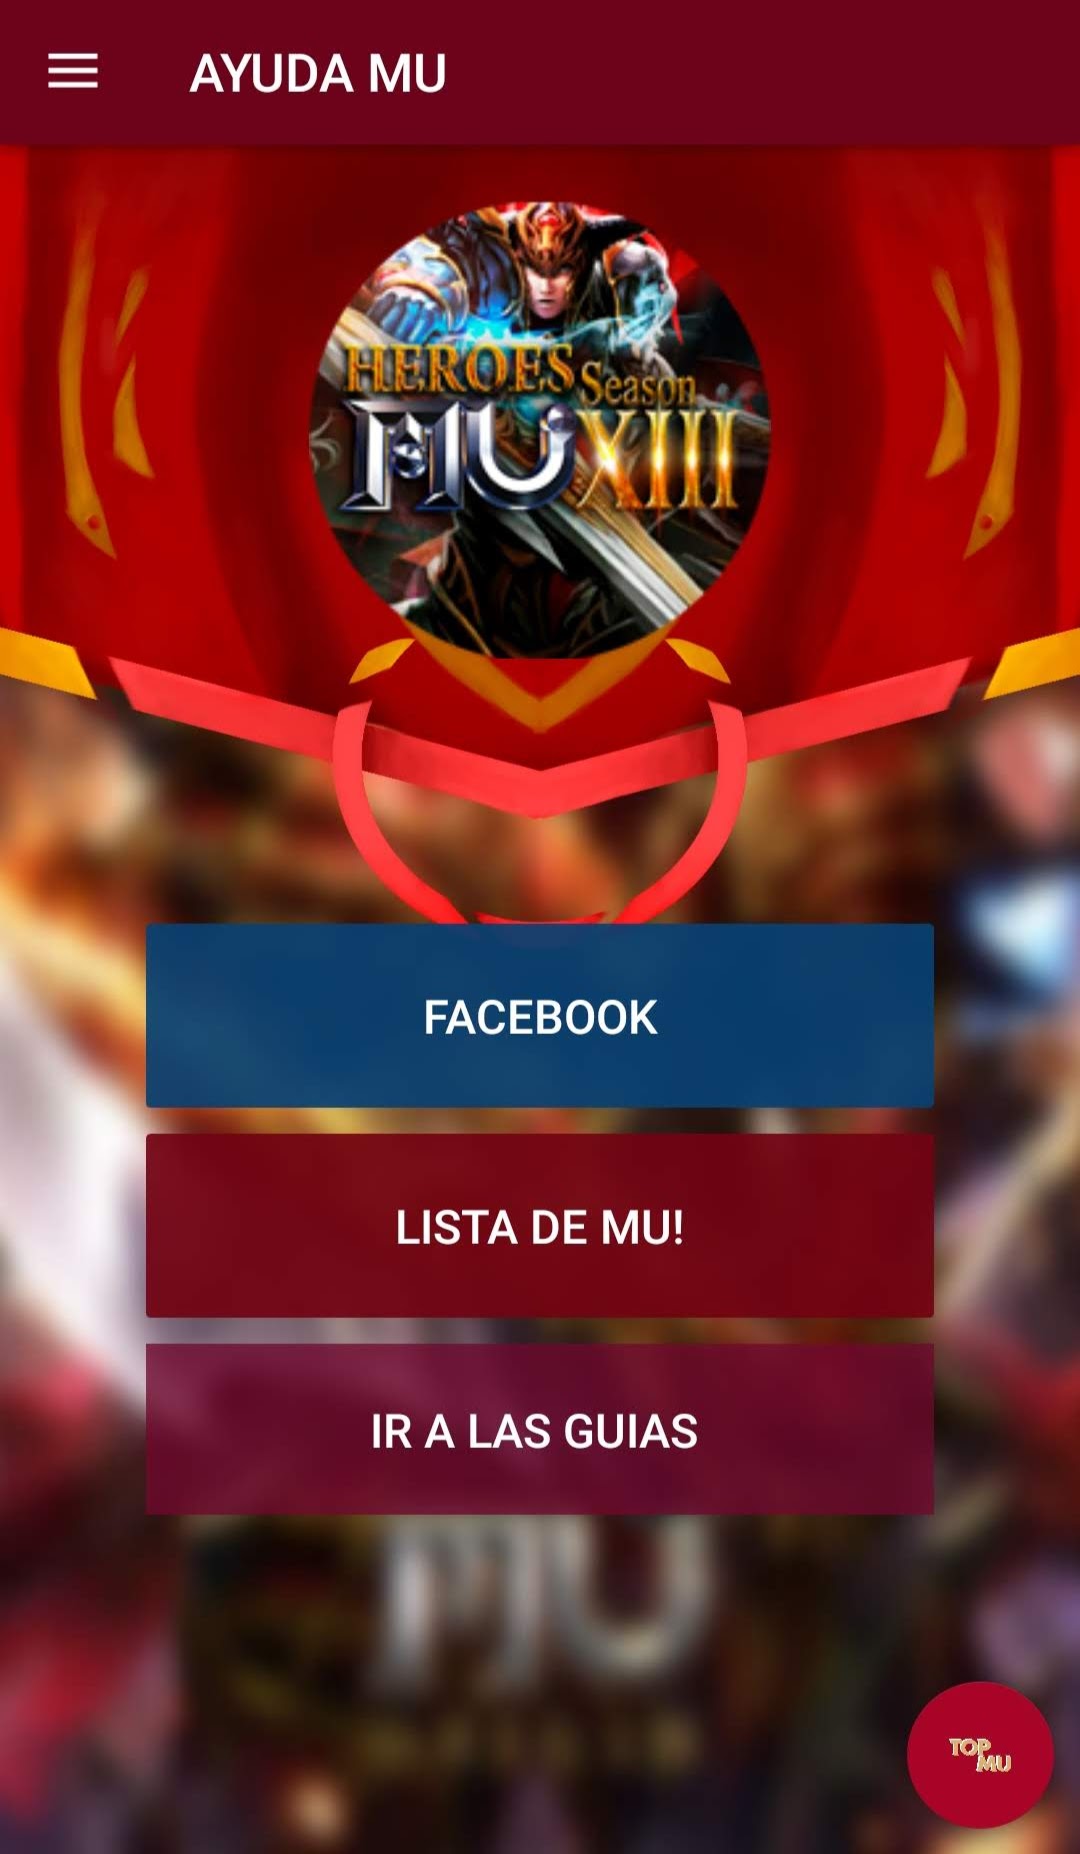 AYUDA MU
HEROES Season
MU XIII
FACEBOOK
LISTA DE MU!
IR A LAS GUIAS
MU
TOP
MU